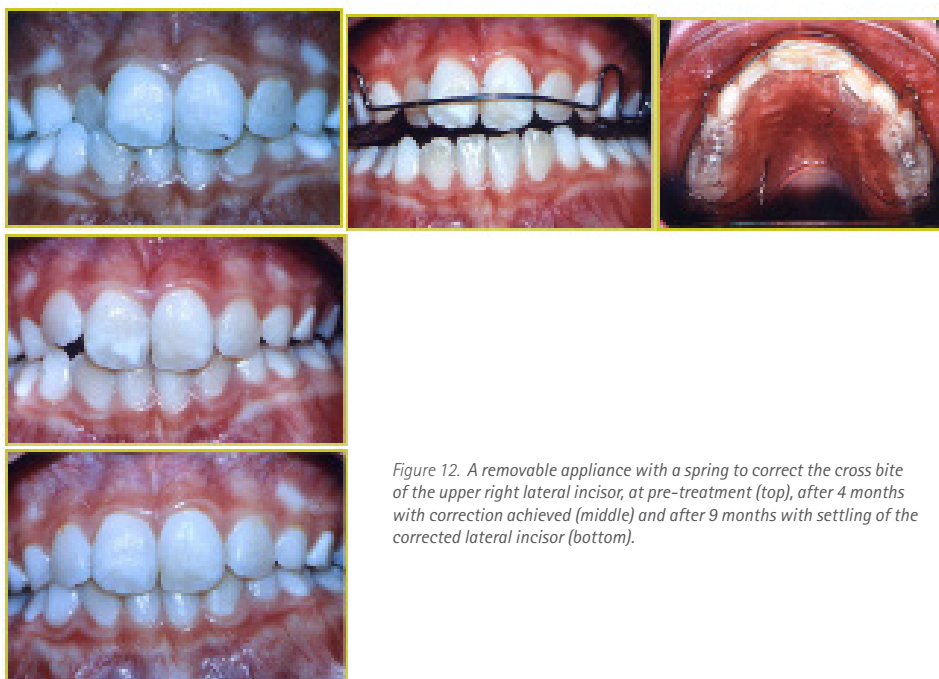 Figure 12. A removable appliance with a spring to correct the cross bite
of the upper right lateral incisor, at pre-treatment (top), after 4 months
with correction achieved (middle) and after 9 months with settling of the
corrected lateral incisor (bottom).